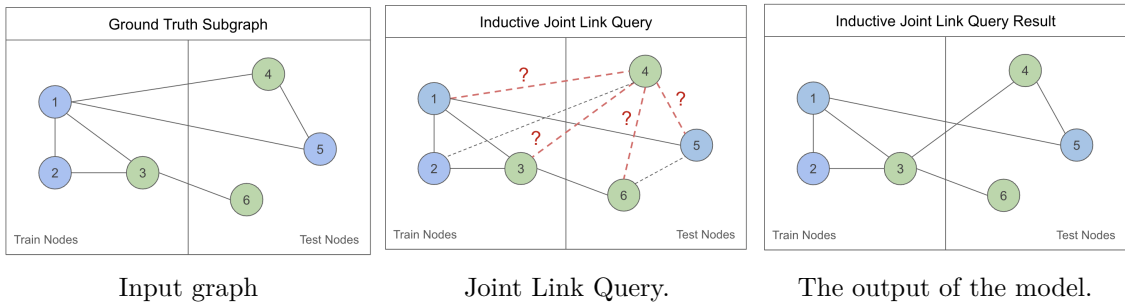 Ground Truth Subgraph
1
2
3
4
5
6
Train Nodes
Test Nodes
Input graph
Inductive Joint Link Query
1
2
3
4
5
6
?
?
?
?
Train Nodes
Test Nodes
Joint Link Query.
Inductive Joint Link Query Result
1
2
3
4
5
6
Train Nodes
Test Nodes
The output of the model.